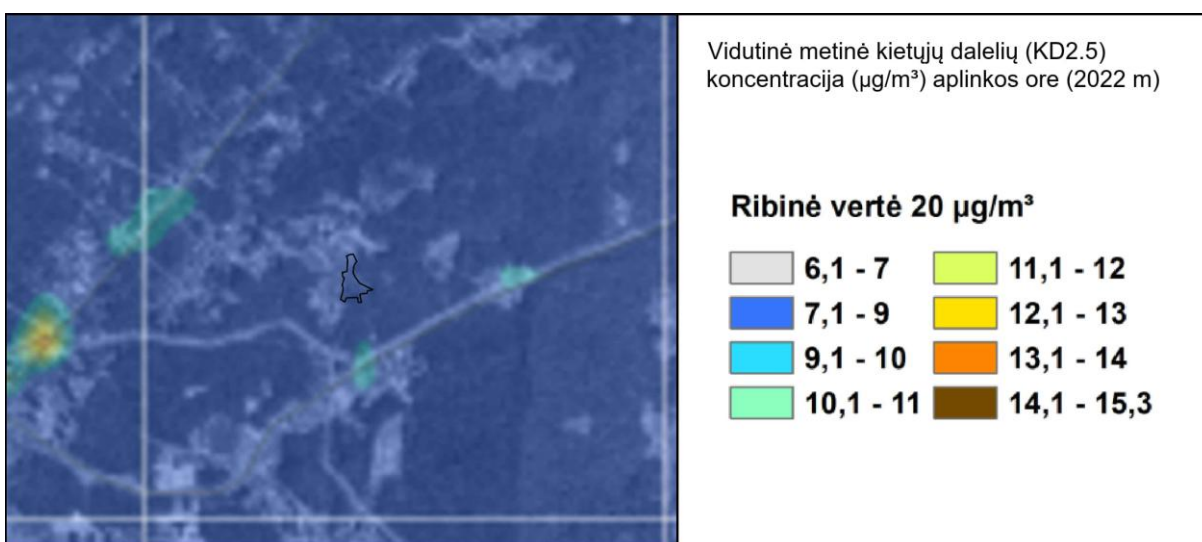 Vidutinė metinė kietųjų dalelių (KD2.5)
koncentracija (µg/m³) aplinkos ore (2022 m)
Ribinė vertė 20 µg/m³
6,1 - 7
11,1 - 12
7,1 - 9
12,1 - 13
9,1 - 10
13,1 - 14
10,1 - 11
14,1 - 15,3